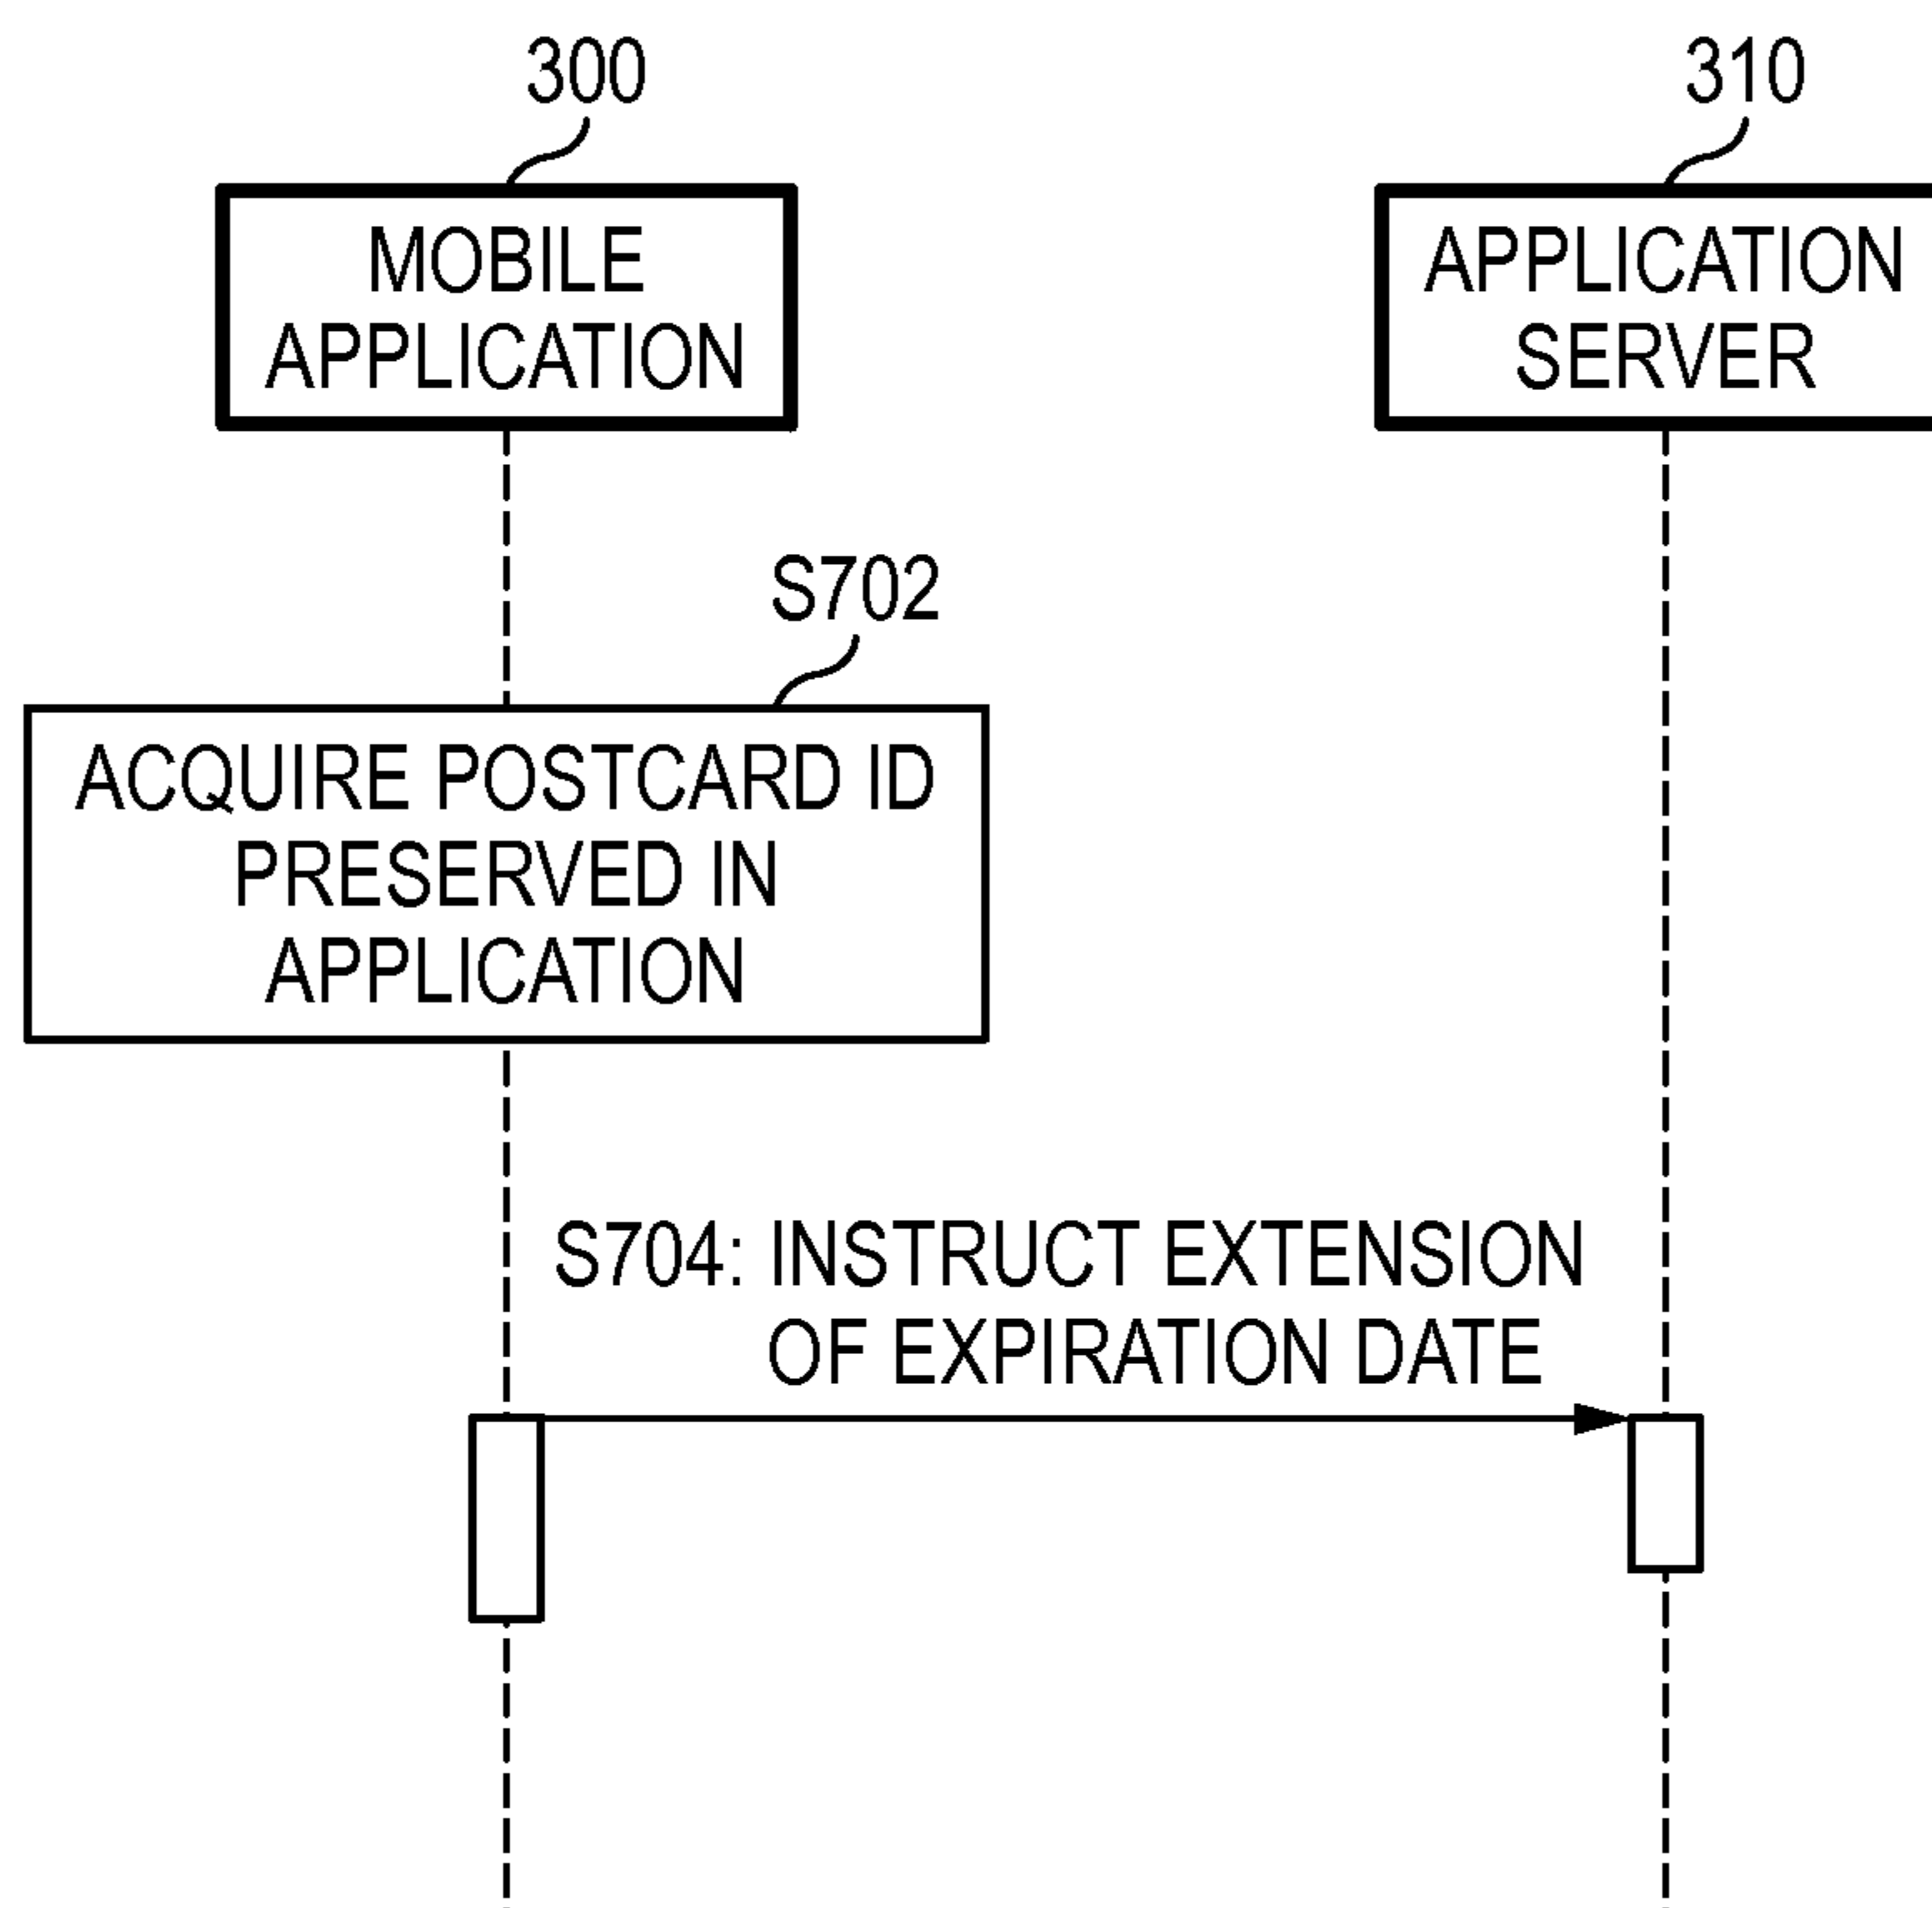 300
310
MOBILE
APPLICATION
APPLICATION
SERVER
S702
ACQUIRE POSTCARD ID
PRESERVED IN
APPLICATION
S704: INSTRUCT EXTENSION
OF EXPIRATION DATE